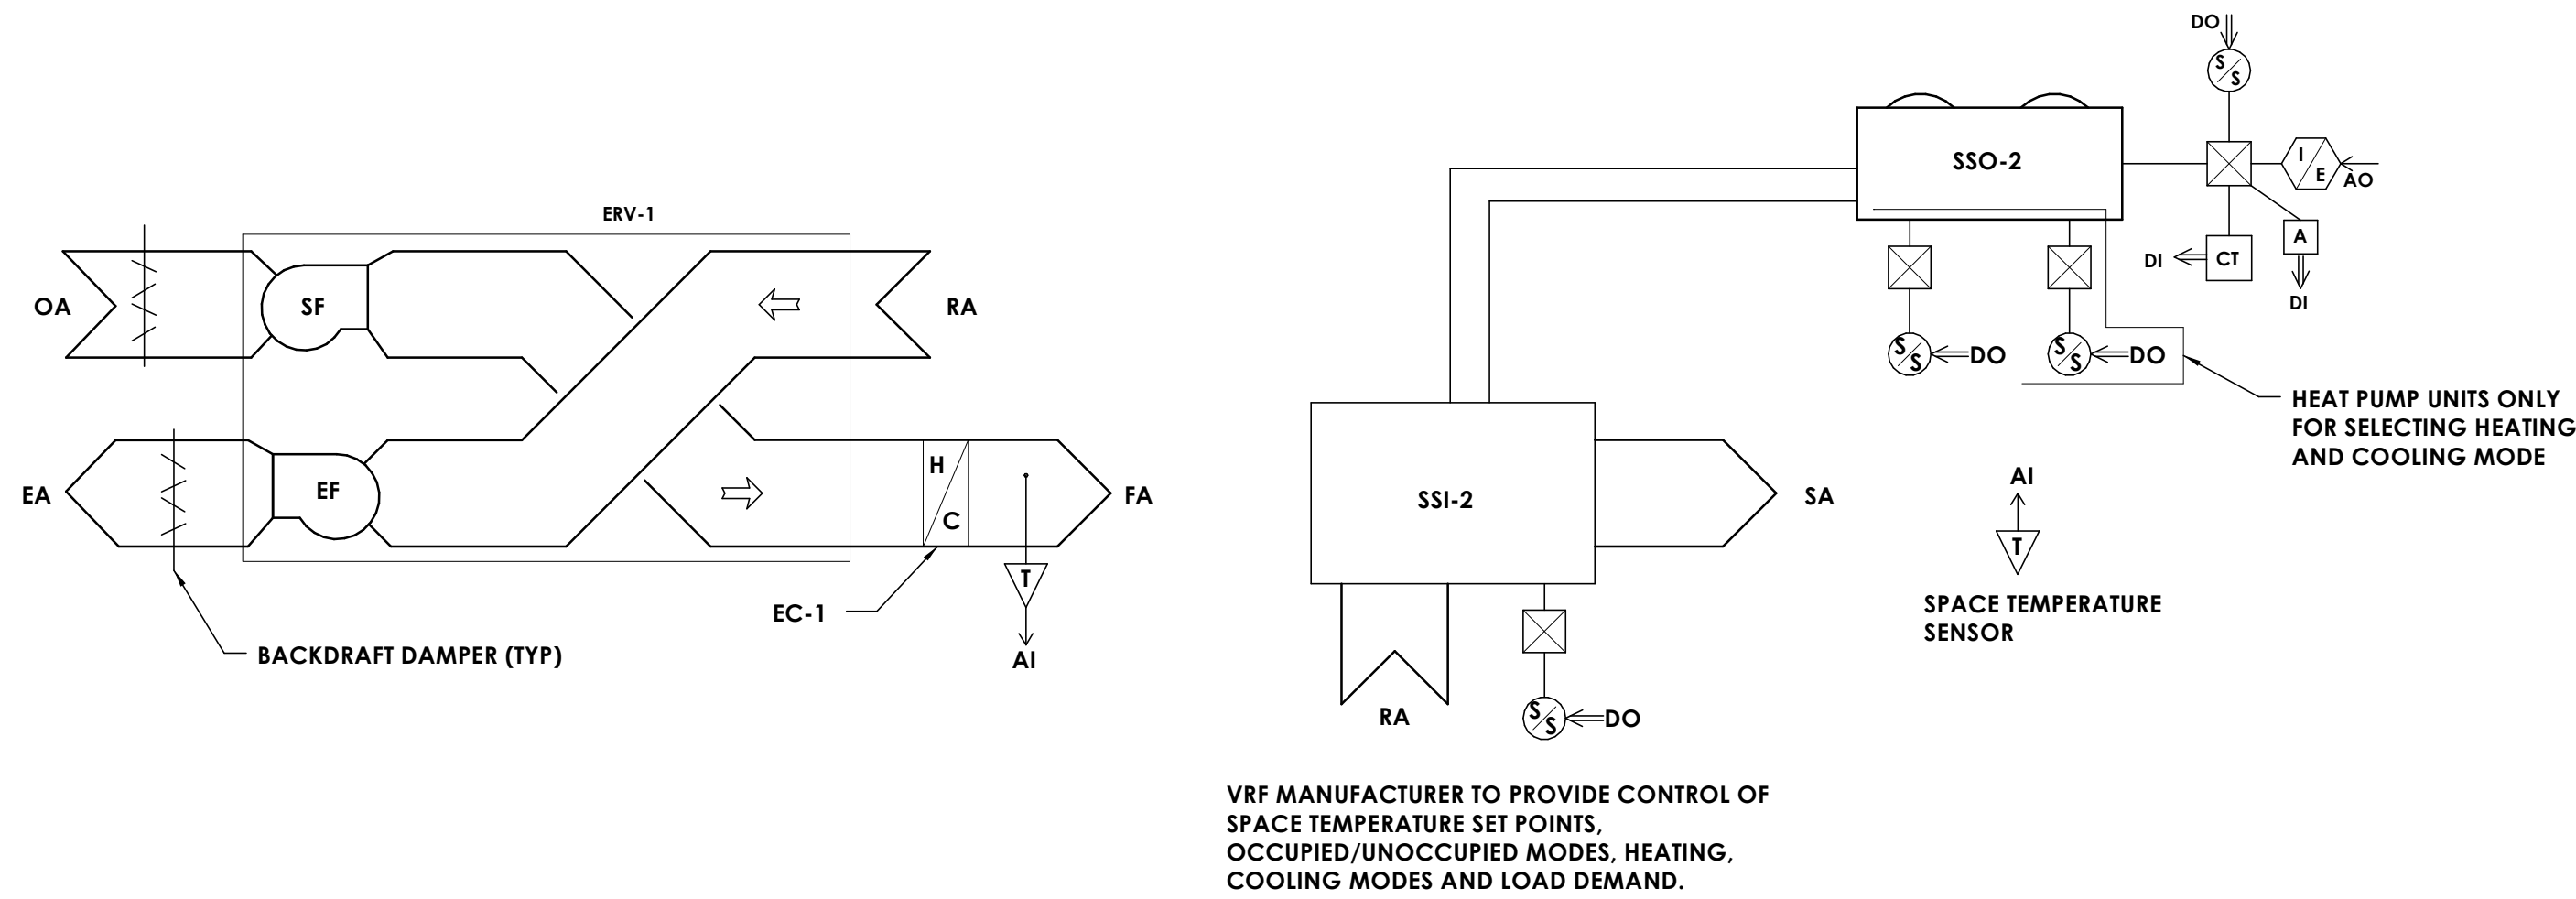 ERV-1
OA
SF
RA
EA
EF
H
C
FA
T
AI
EC-1
BACKDRAFT DAMPER (TYP)
DO
S/S
SSO-2
I/E
AO
A
DI
CT
DI
S/S
DO
S/S
DO
HEAT PUMP UNITS ONLY
FOR SELECTING HEATING
AND COOLING MODE
SSI-2
SA
RA
S/S
DO
AI
T
SPACE TEMPERATURE
SENSOR
VRF MANUFACTURER TO PROVIDE CONTROL OF
SPACE TEMPERATURE SET POINTS,
OCCUPIED/UNOCCUPIED MODES, HEATING,
COOLING MODES AND LOAD DEMAND.